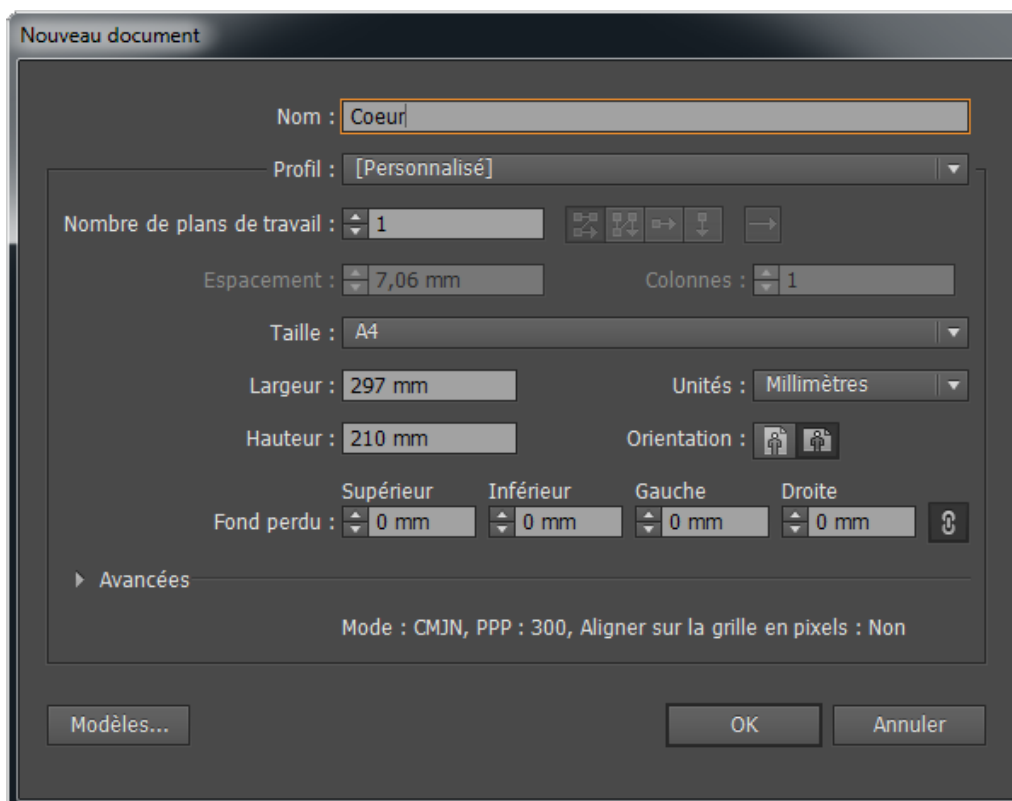 Nouveau document
Nom : Coeur
Profil : [Personnalisé]
Nombre de plans de travail : 1
Espacement : 7,06 mm Colonnes : 1
Taille : A4
Largeur : 297 mm Unités : Millimètres
Hauteur : 210 mm Orientation :
Supérieur Inférieur Gauche Droite
Fond perdu : 0 mm 0 mm 0 mm 0 mm
Avancées
Mode : CMJN, PPP : 300, Aligner sur la grille en pixels : Non
Modèles... OK Annuler